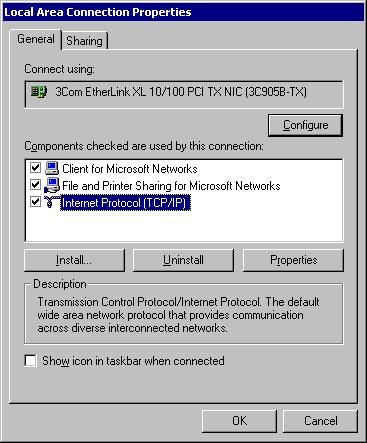 Local Area Connection Properties
General Sharing
Connect using:
3Com EtherLink XL 10/100 PCI TX NIC (3C905B-TX)
Configure
Components checked are used by this connection:
Client for Microsoft Networks
File and Printer Sharing for Microsoft Networks
Internet Protocol (TCP/IP)
Install... Uninstall Properties
Description
Transmission Control Protocol/Internet Protocol. The default
wide area network protocol that provides communication
across diverse interconnected networks.
Show icon in taskbar when connected
OK Cancel